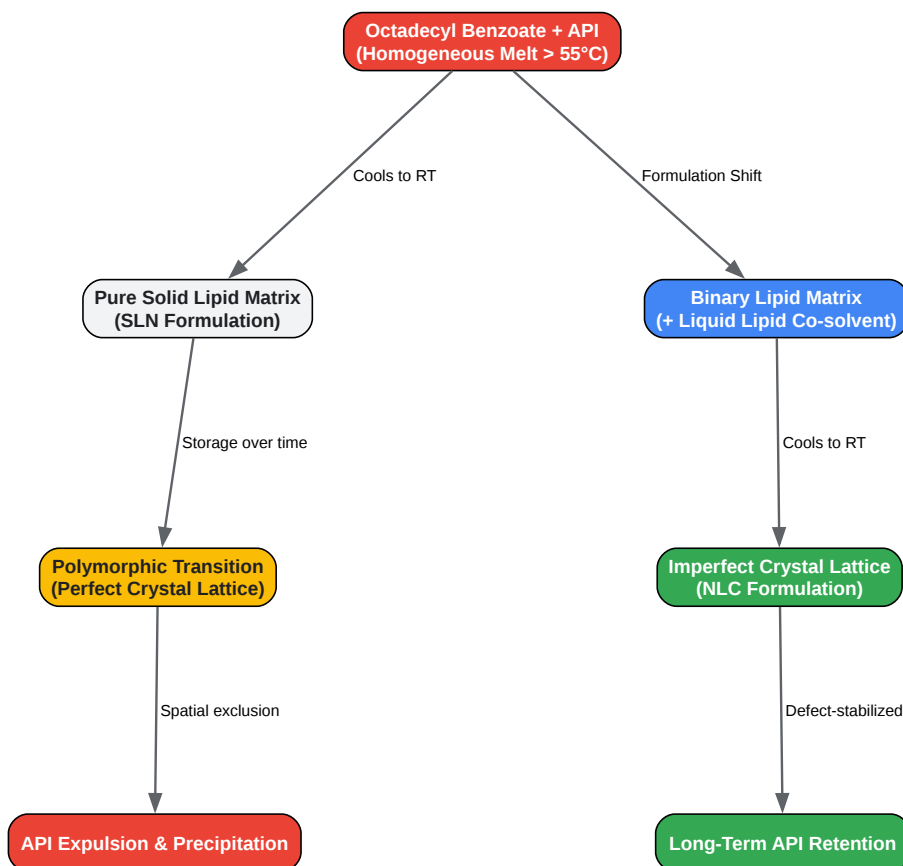 Octadecyl Benzoate + API
(Homogeneous Melt > 55°C)
Cools to RT
Formulation Shift
Pure Solid Lipid Matrix
(SLN Formulation)
Binary Lipid Matrix
(+ Liquid Lipid Co-solvent)
Storage over time
Cools to RT
Polymorphic Transition
(Perfect Crystal Lattice)
Imperfect Crystal Lattice
(NLC Formulation)
Spatial exclusion
Defect-stabilized
API Expulsion & Precipitation
Long-Term API Retention